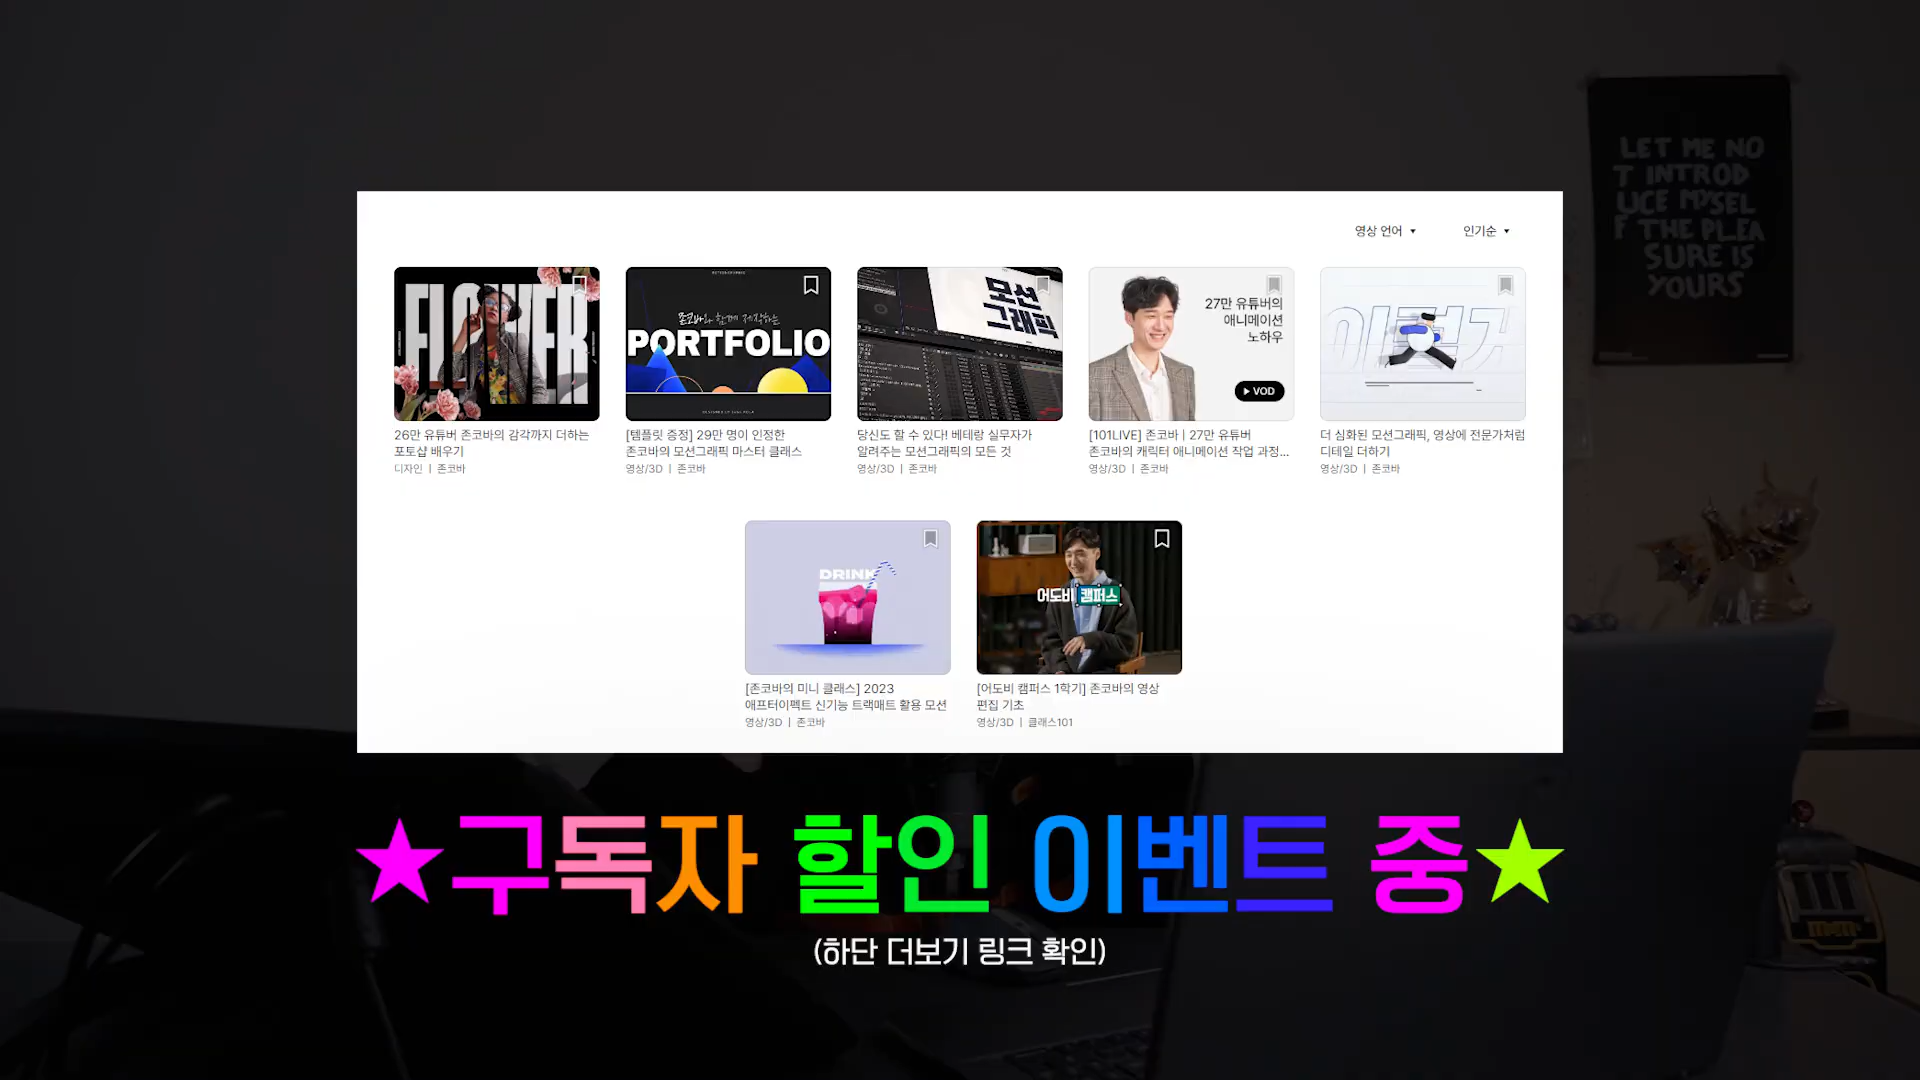 LET ME NO
T INTROD
UCE MYSEL
F THE PLEA
SURE IS
YOURS
영상 언어 ▼
인기순 ▼
FLOWER
존코바와 함께 제작하는
PORTFOLIO
모션
그래픽
27만 유튜버의
애니메이션
노하우
▶ VOD
26만 유튜버 존코바의 감각까지 더하는
포토샵 배우기
디자인 | 존코바
[템플릿 증정] 29만 명이 인정한
존코바의 모션그래픽 마스터 클래스
영상/3D | 존코바
당신도 할 수 있다! 베테랑 실무자가
알려주는 모션그래픽의 모든 것
영상/3D | 존코바
[101LIVE] 존코바 | 27만 유튜버
존코바의 캐릭터 애니메이션 작업 과정...
영상/3D | 존코바
더 심화된 모션그래픽, 영상에 전문가처럼
디테일 더하기
영상/3D | 존코바
DRINK
어도비 캠퍼스
[존코바의 미니 클래스] 2023
애프터이펙트 신기능 트랙매트 활용 모션
영상/3D | 존코바
[어도비 캠퍼스 1학기] 존코바의 영상
편집 기초
영상/3D | 클래스101
★구독자 할인 이벤트 중★
(하단 더보기 링크 확인)